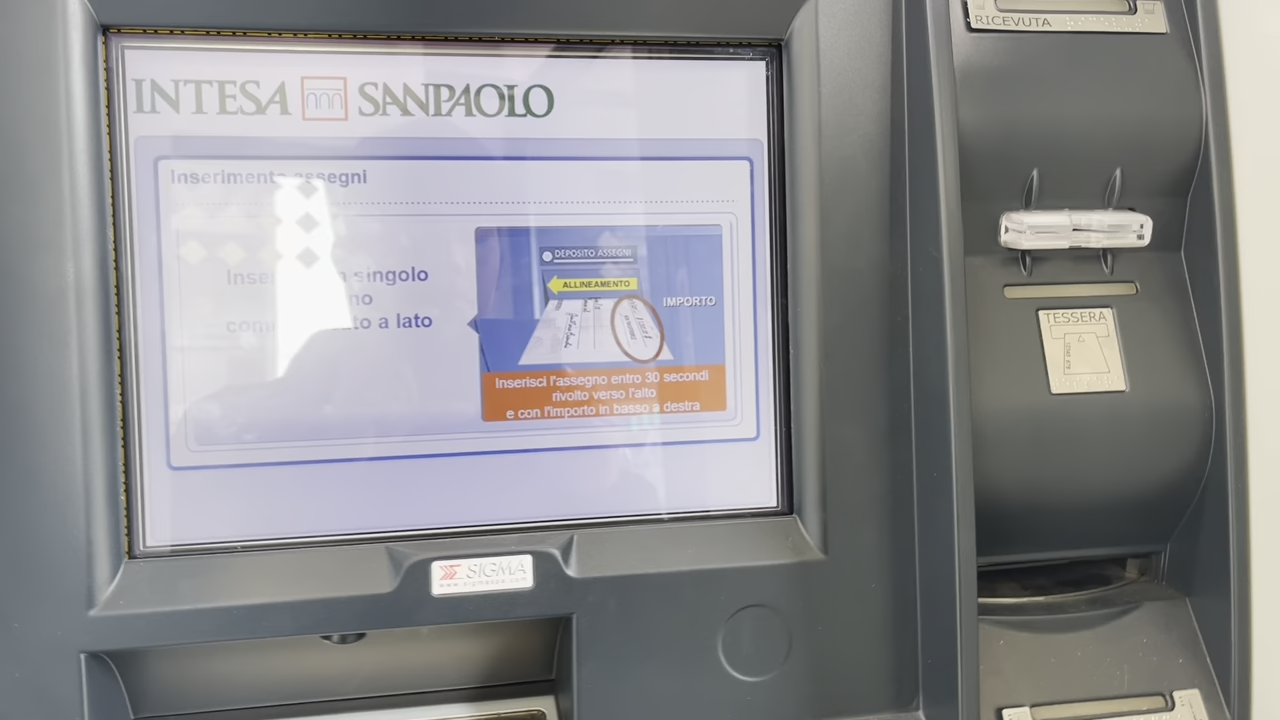 INTESA SANPAOLO
Inserimento assegni
singolo
a lato
DEPOSITO ASSEGNI
ALLINEAMENTO
IMPORTO
Inserisci l'assegno entro 30 secondi
rivolto verso l'alto
e con l'importo in basso a destra
SIGMA
RICEVUTA
TESSERA